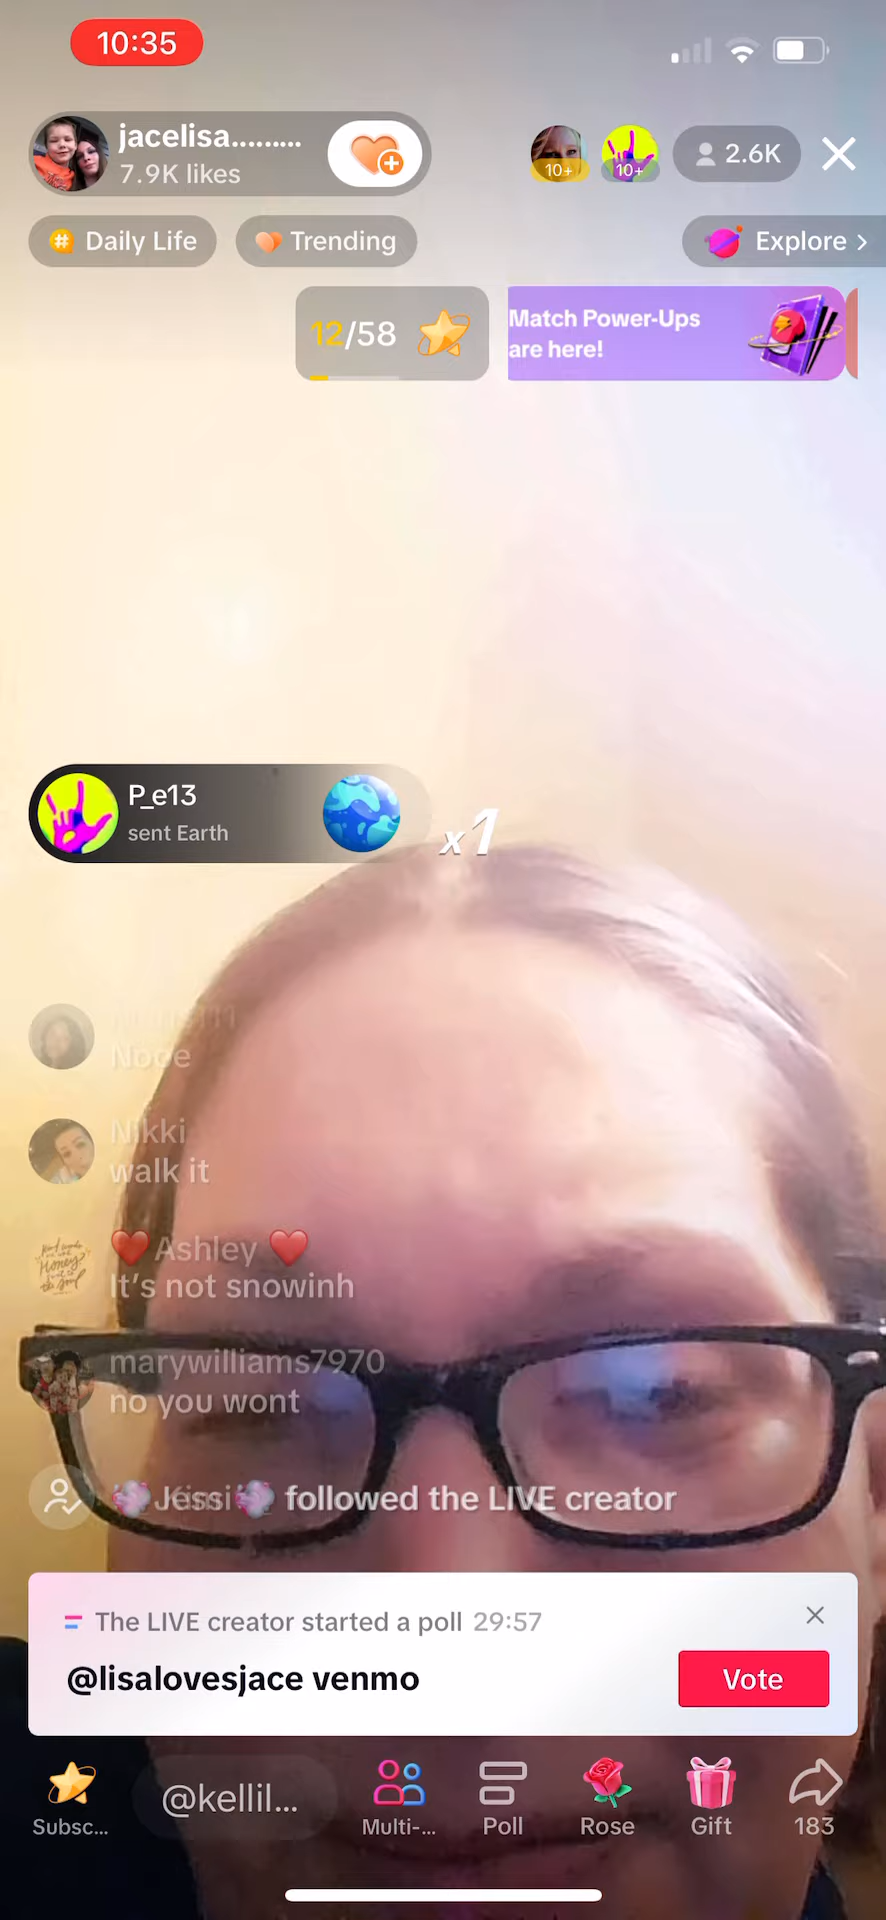 10:35
jacelisa.........
7.9K likes
10+
10+
2.6K
Daily Life
Trending
Explore >
12/58
Match Power-Ups
are here!
P_e13
sent Earth
x1
Nooe
Nikki
walk it
❤️Ashley ❤️
It's not snowinh
marywilliams7970
no you wont
Jessi followed the LIVE creator
The LIVE creator started a poll 29:57
@lisalovesjace venmo
Vote
@kellil...
Subsc...
Multi-...
Poll
Rose
Gift
183